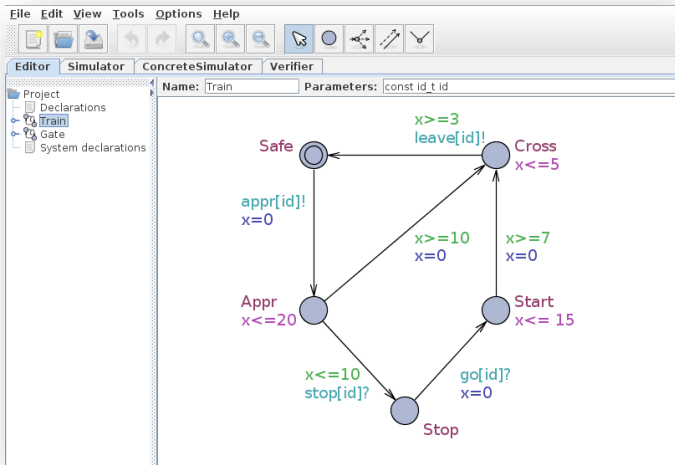 File Edit View Tools Options Help
Editor Simulator ConcreteSimulator Verifier
Project
Declarations
Train
Gate
System declarations
Name: Train Parameters: const id_t id
x>=3
leave[id]!
Safe
Cross
x<=5
appr[id]!
x=0
x>=10
x=0
x>=7
x=0
Appr
x<=20
Start
x<= 15
x<=10
stop[id]?
go[id]?
x=0
Stop